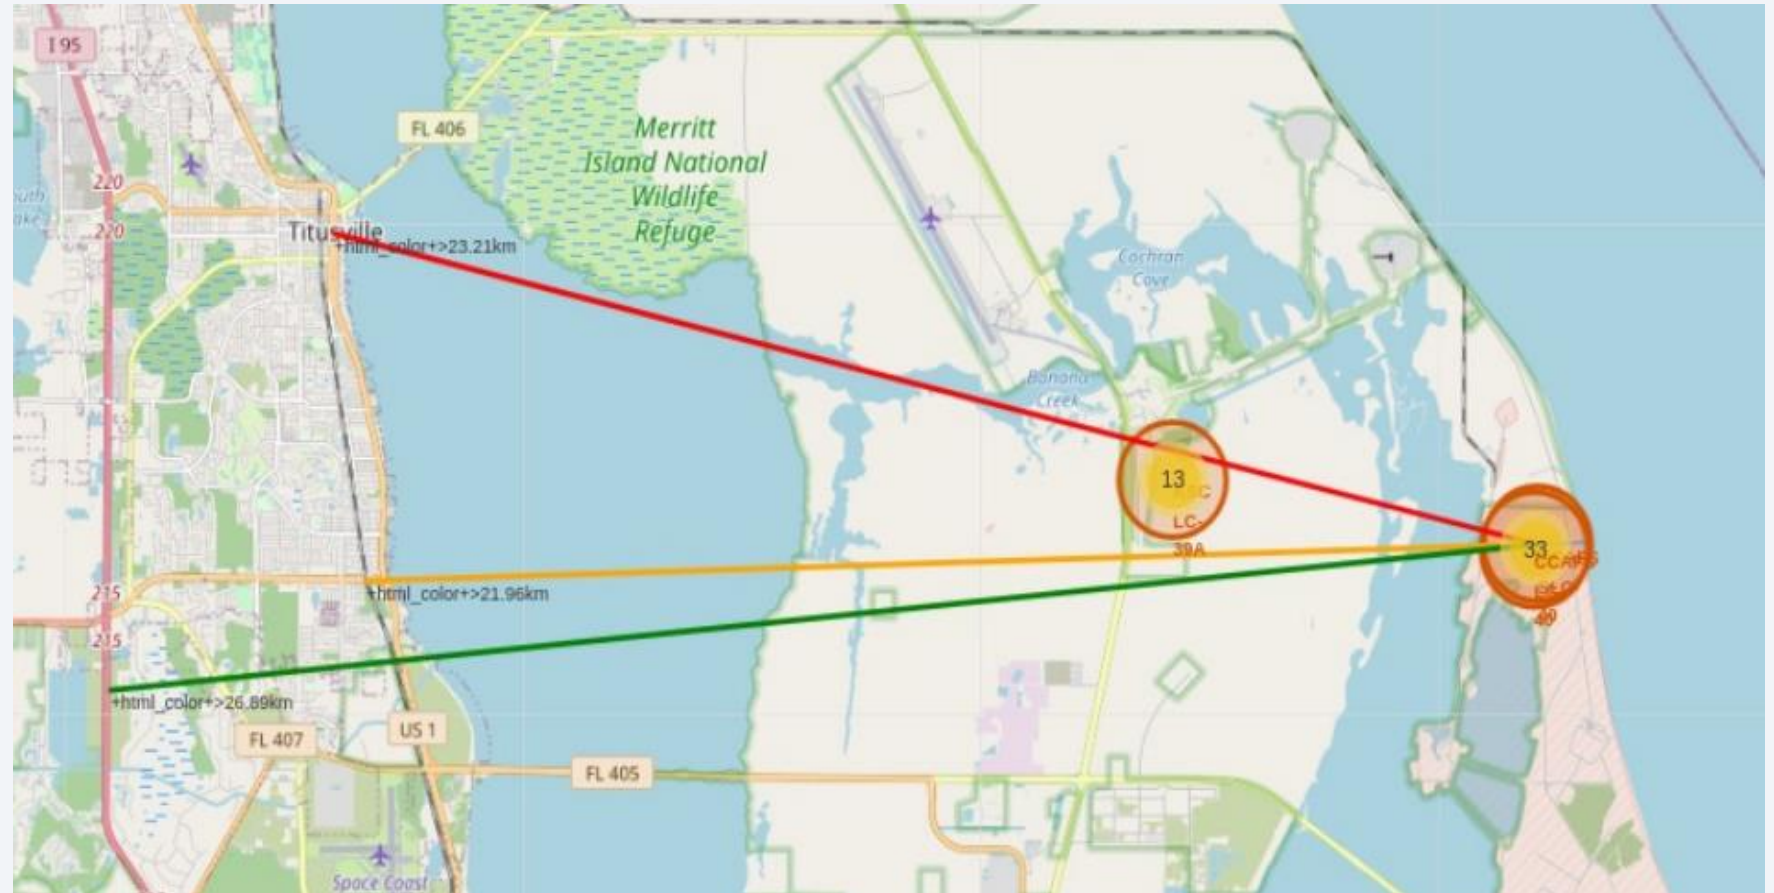 I 95
FL 406
Merritt
Island National
Wildlife
Refuge
220
220
Titusville
+html_color+>23.21km
Cochran
Cove
Banana
Creek
13
LC-
39A
33
215
+html_color+>21.96km
215
+html_color+>26.89km
FL 407
US 1
FL 405
Space Coast